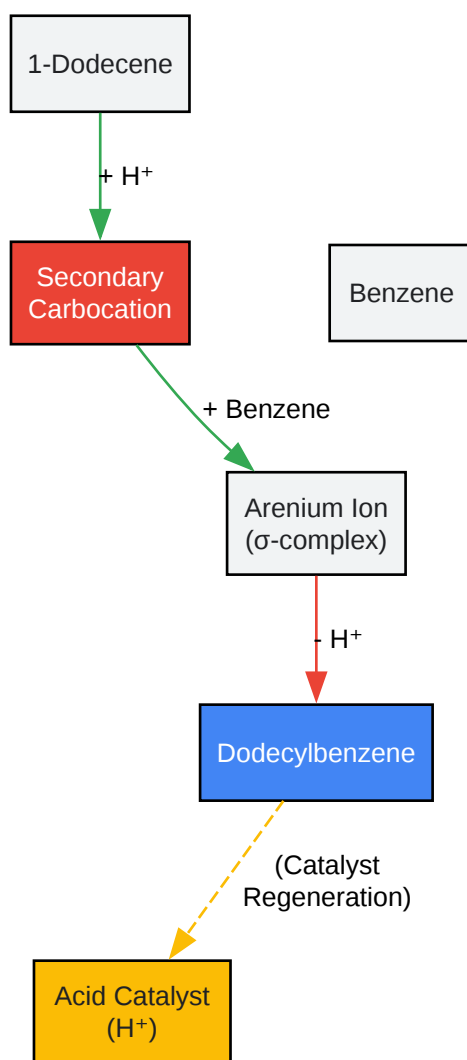 1-Dodecene
+ H⁺
Secondary
Carbocation
Benzene
+ Benzene
Arenium Ion
(σ-complex)
- H⁺
Dodecylbenzene
(Catalyst
Regeneration)
Acid Catalyst
(H⁺)